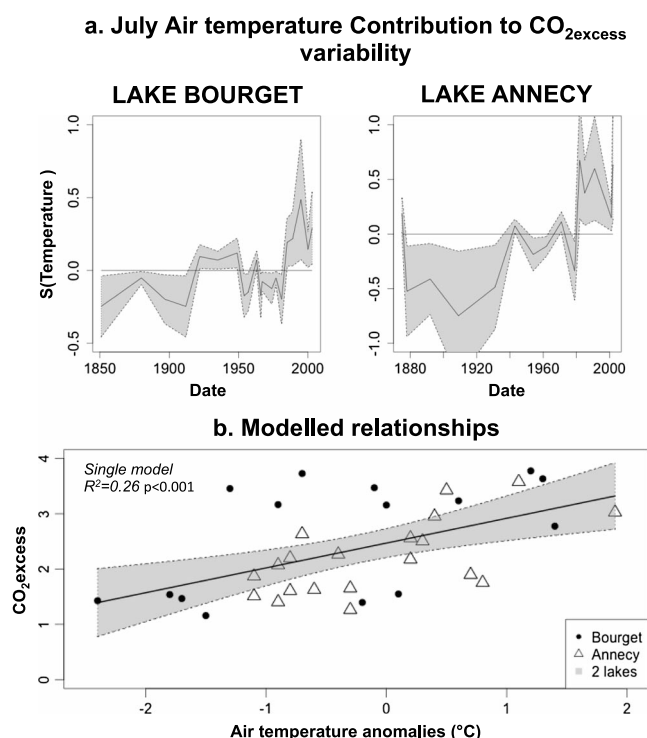 a. July Air temperature Contribution to CO2excess
variability
LAKE BOURGET
LAKE ANNECY
S(Temperature )
1.0
0.5
0.0
-0.5
1850
1900
1950
2000
Date
1.0
0.5
0.0
-0.5
-1.0
1880
1920
1960
2000
Date
b. Modelled relationships
Single model
R²=0.26 p<0.001
CO2excess
4
3
2
1
0
Bourget
Annecy
2 lakes
-2
-1
0
1
2
Air temperature anomalies (°C)